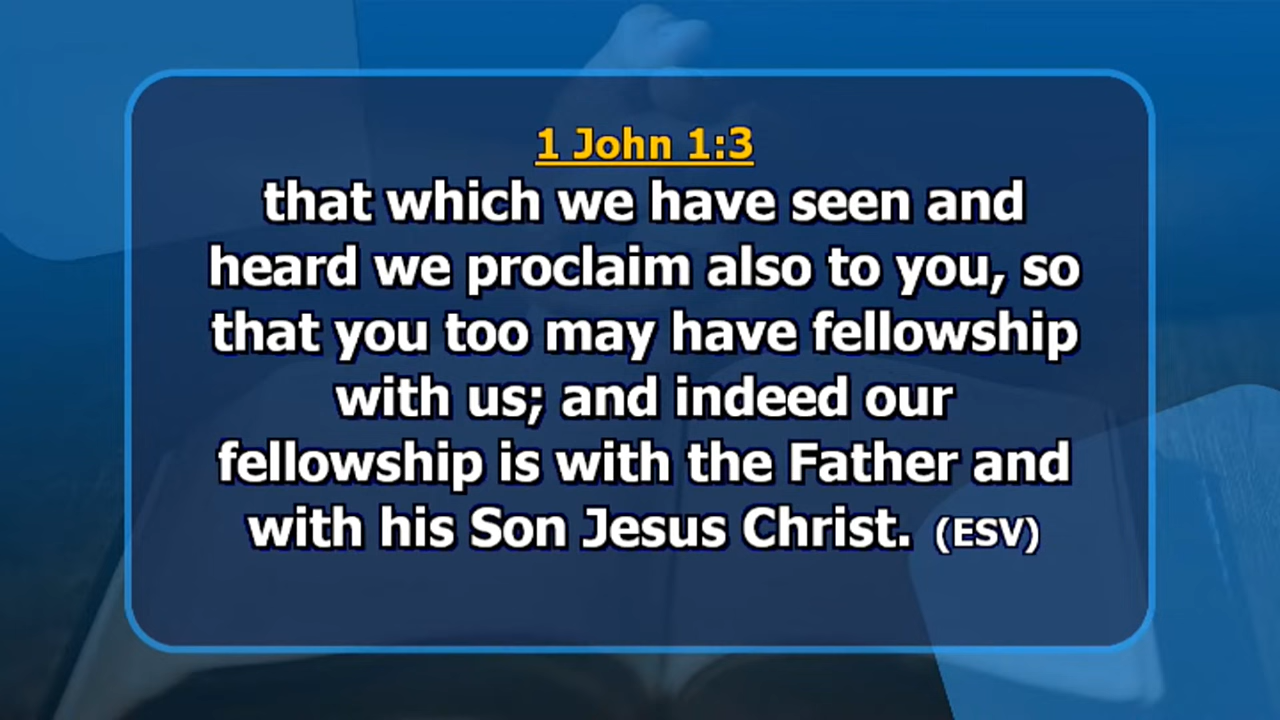 1 John 1:3
that which we have seen and
heard we proclaim also to you, so
that you too may have fellowship
with us; and indeed our
fellowship is with the Father and
with his Son Jesus Christ. (ESV)